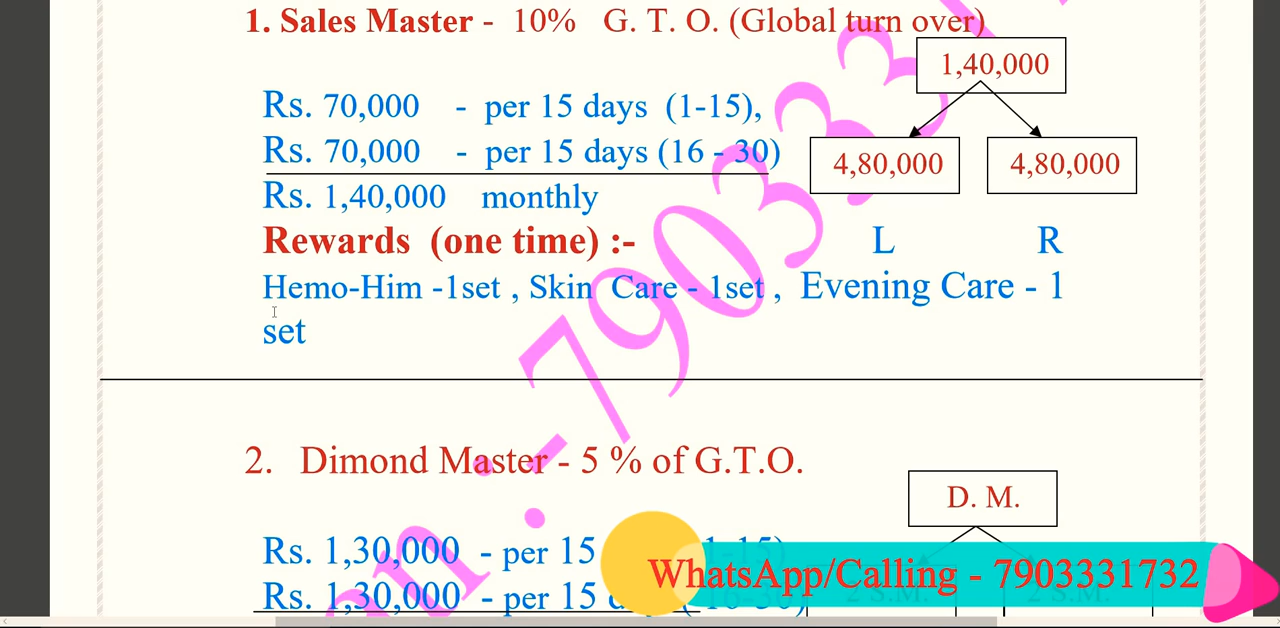 1. Sales Master - 10% G. T. O. (Global turn over)
1,40,000
Rs. 70,000 - per 15 days (1-15),
Rs. 70,000 - per 15 days (16 - 30)
4,80,000 4,80,000
Rs. 1,40,000 monthly
Rewards (one time) :-
L R
Hemo-Him -1set , Skin Care - 1set , Evening Care - 1
set
2. Dimond Master - 5 % of G.T.O.
D. M.
Rs. 1,30,000 - per 15
Rs. 1,30,000 - per 15
WhatsApp/Calling - 7903331732